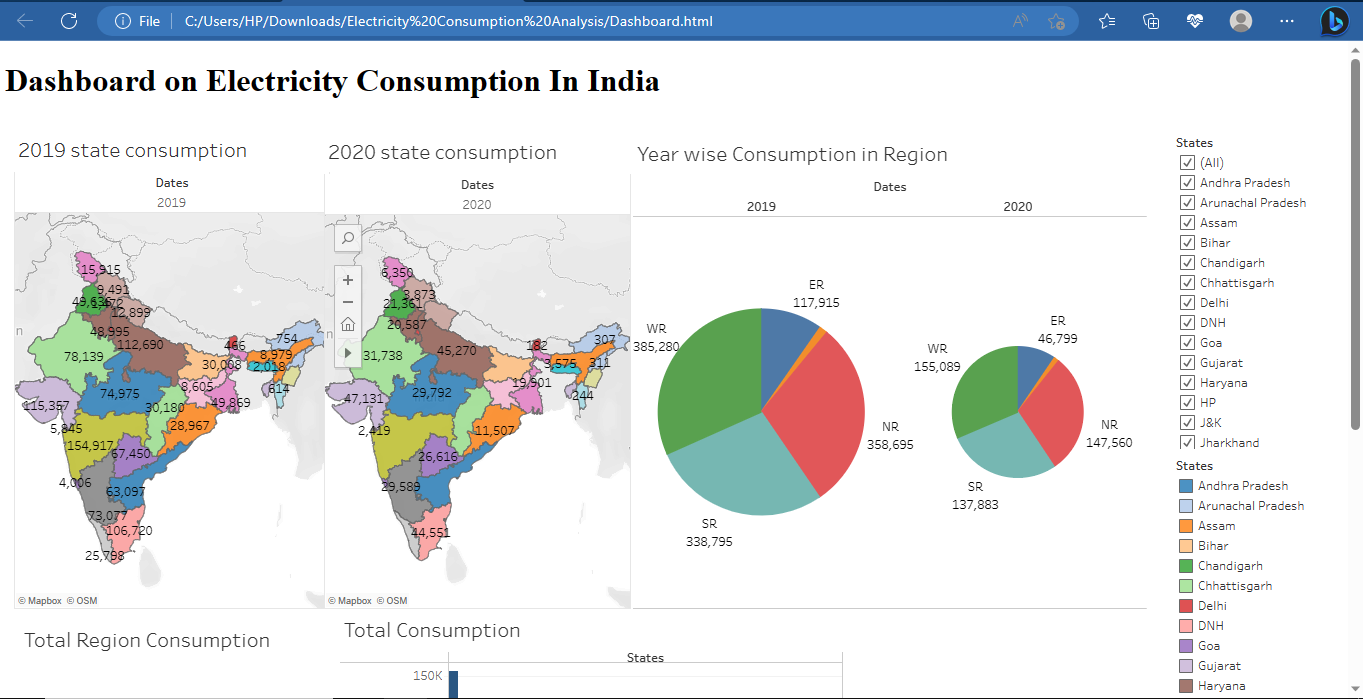 File
C:/Users/HP/Downloads/Electricity%20Consumption%20Analysis/Dashboard.html
Dashboard on Electricity Consumption In India
2019 state consumption
Dates
2019
15,915
9,491
12,899
48,995
112,690
78,139
466
754
8,979
2,018
30,008
8,605
614
74,975
115,357
30,180
49,869
28,967
5,845
154,917
67,450
4,006
63,097
73,077
106,720
25,798
© Mapbox © OSM
2020 state consumption
Dates
2020
6,350
3,873
21,361
20,587
45,270
31,738
182
307
3,575
311
19,901
244
29,792
47,131
2,419
11,507
26,616
29,589
44,551
© Mapbox © OSM
Year wise Consumption in Region
Dates
2019
2020
ER
117,915
WR
385,280
NR
358,695
SR
338,795
ER
46,799
WR
155,089
NR
147,560
SR
137,883
States
(All)
Andhra Pradesh
Arunachal Pradesh
Assam
Bihar
Chandigarh
Chhattisgarh
Delhi
DNH
Goa
Gujarat
Haryana
HP
J&K
Jharkhand
States
Andhra Pradesh
Arunachal Pradesh
Assam
Bihar
Chandigarh
Chhattisgarh
Delhi
DNH
Goa
Gujarat
Haryana
Total Region Consumption
Total Consumption
States
150K